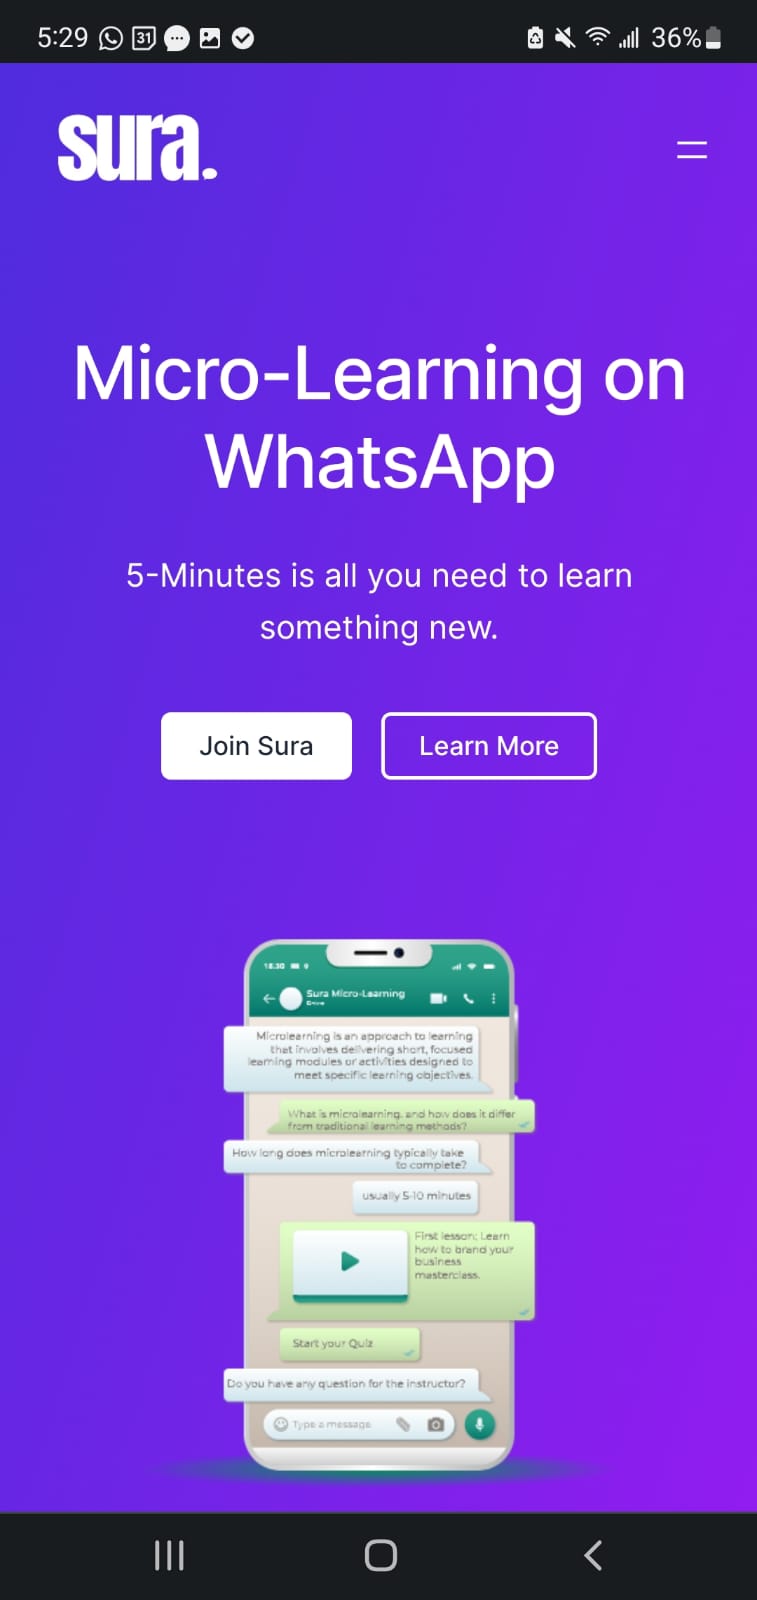 5:29
31
36%
sura.
Micro-Learning on
WhatsApp
5-Minutes is all you need to learn
something new.
Join Sura
Learn More
18.30
Sura Micro-Learning
Microlearning is an approach to learning
that involves delivering short, focused
learning modules or activities designed to
meet specific learning objectives.
What is microlearning, and how does it differ
from traditional learning methods?
How long does microlearning typically take
to complete?
usually 5-10 minutes
First lesson; Learn
how to brand your
business
masterclass.
Start your Quiz
Do you have any question for the instructor?
Type a message